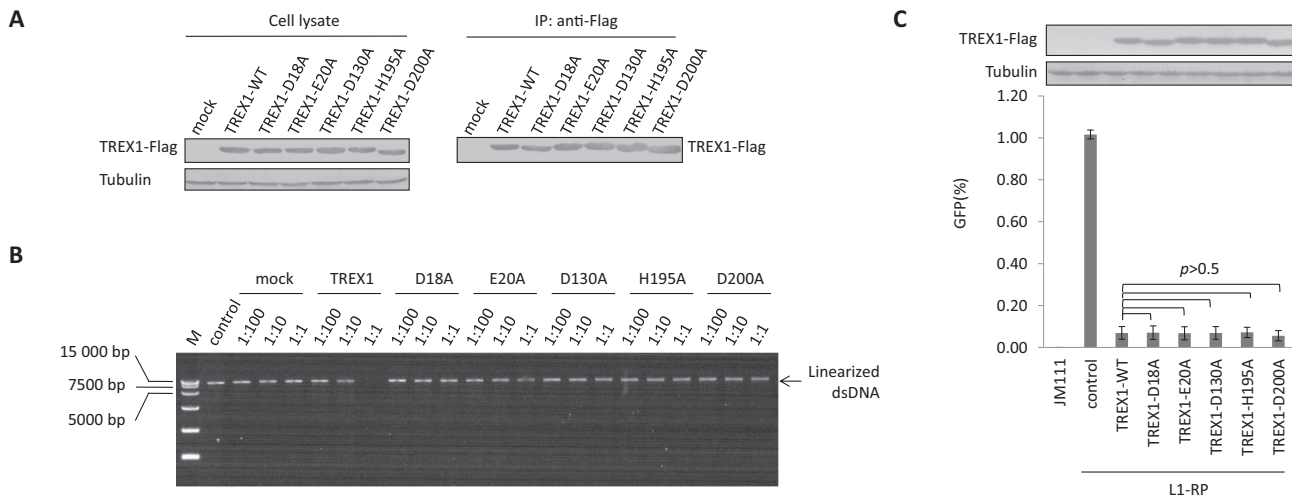 A
Cell lysate
IP: anti-Flag
mock
TREX1-WT
TREX1-D18A
TREX1-E20A
TREX1-D130A
TREX1-H195A
TREX1-D200A
mock
TREX1-WT
TREX1-D18A
TREX1-E20A
TREX1-D130A
TREX1-H195A
TREX1-D200A
TREX1-Flag
TREX1-Flag
Tubulin
B
mock
TREX1
D18A
E20A
D130A
H195A
D200A
M
control
1:100
1:10
1:1
1:100
1:10
1:1
1:100
1:10
1:1
1:100
1:10
1:1
1:100
1:10
1:1
1:100
1:10
1:1
1:100
1:10
1:1
15 000 bp
7500 bp
5000 bp
Linearized
dsDNA
C
TREX1-Flag
Tubulin
1.20
1.00
0.80
0.60
0.40
0.20
0.00
GFP(%)
p>0.5
JM111
control
TREX1-WT
TREX1-D18A
TREX1-E20A
TREX1-D130A
TREX1-H195A
TREX1-D200A
L1-RP